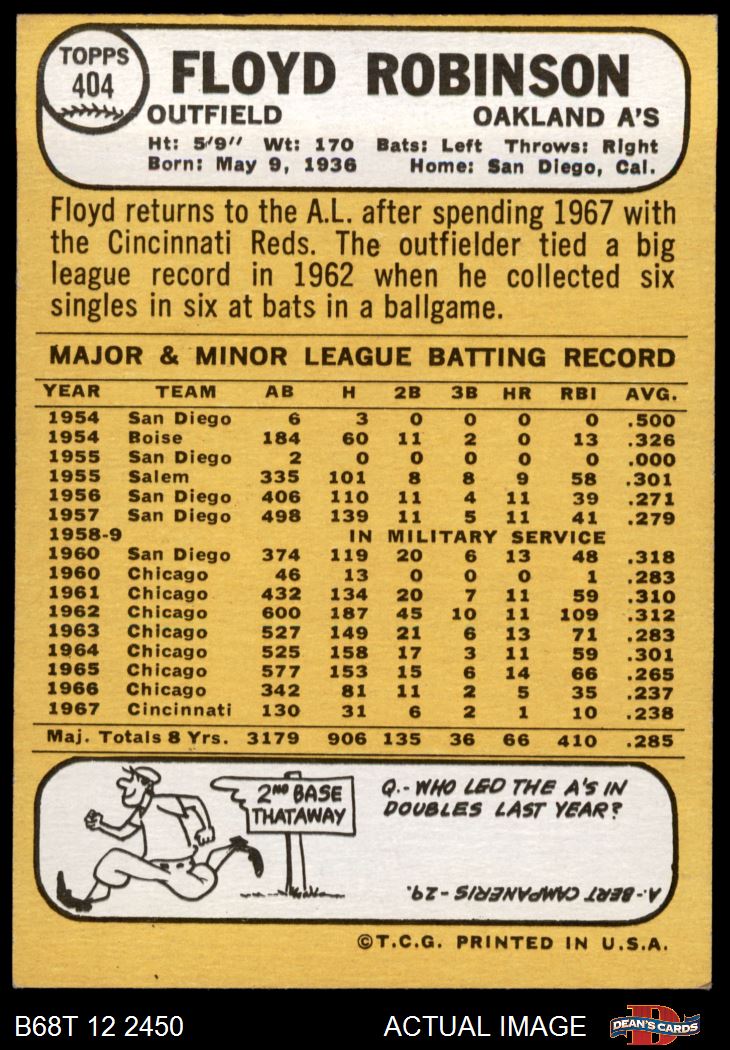 TOPPS
404
FLOYD ROBINSON
OUTFIELD OAKLAND A'S
Ht: 5'9" Wt: 170 Bats: Left Throws: Right
Born: May 9, 1936 Home: San Diego, Cal.
Floyd returns to the A.L. after spending 1967 with
the Cincinnati Reds. The outfielder tied a big
league record in 1962 when he collected six
singles in six at bats in a ballgame.
MAJOR & MINOR LEAGUE BATTING RECORD
YEAR TEAM AB H 2B 3B HR RBI AVG.
1954 San Diego 6 3 0 0 0 0 .500
1954 Boise 184 60 11 2 0 13 .326
1955 San Diego 2 0 0 0 0 0 .000
1955 Salem 335 101 8 8 9 58 .301
1956 San Diego 406 110 11 4 11 39 .271
1957 San Diego 498 139 11 5 11 41 .279
1958-9 IN MILITARY SERVICE
1960 San Diego 374 119 20 6 13 48 .318
1960 Chicago 46 13 0 0 0 1 .283
1961 Chicago 432 134 20 7 11 59 .310
1962 Chicago 600 187 45 10 11 109 .312
1963 Chicago 527 149 21 6 13 71 .283
1964 Chicago 525 158 17 3 11 59 .301
1965 Chicago 577 153 15 6 14 66 .265
1966 Chicago 342 81 11 2 5 35 .237
1967 Cincinnati 130 31 6 2 1 10 .238
Maj. Totals 8 Yrs. 3179 906 135 36 66 410 .285
2ND BASE
THATAWAY
Q.- WHO LED THE A'S IN
DOUBLES LAST YEAR?
A.- BERT CAMPANERIS - 29.
©T.C.G. PRINTED IN U.S.A.
B68T 12 2450 ACTUAL IMAGE
D
DEAN'S CARDS